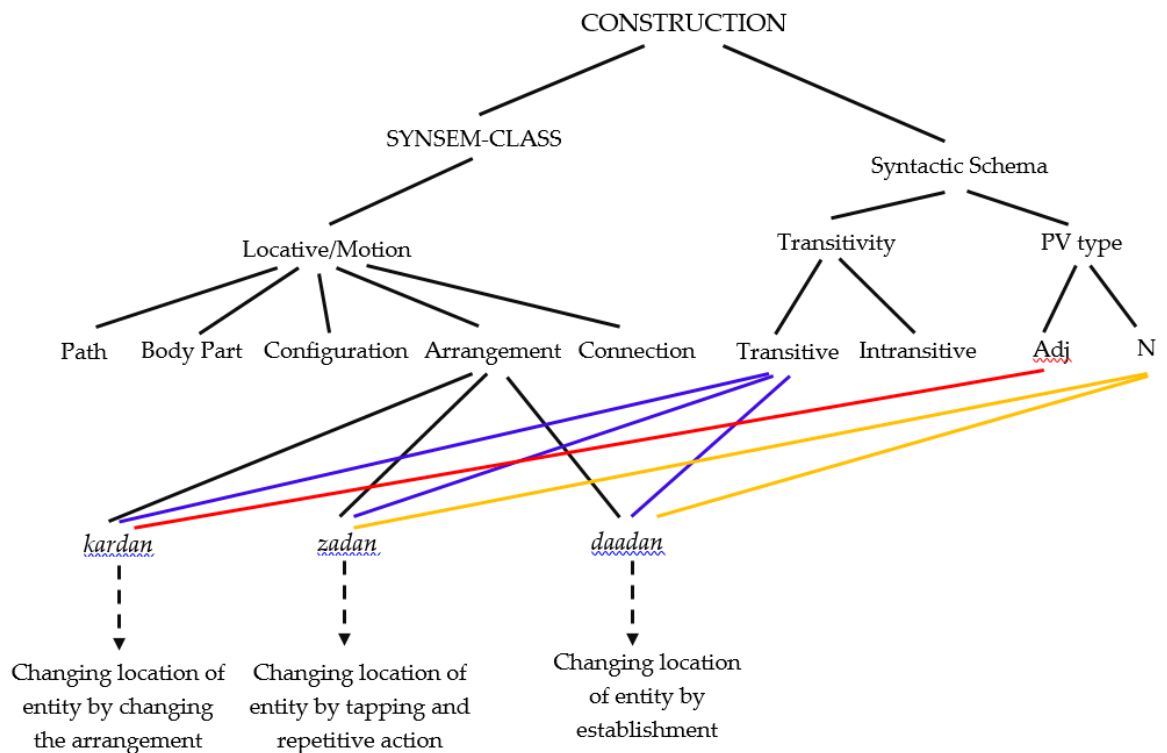 CONSTRUCTION
SYNSEM-CLASS
Syntactic Schema
Locative/Motion
Transitivity
PV type
Path
Body Part
Configuration
Arrangement
Connection
Transitive
Intransitive
Adj
N
kardan
zadan
daadan
Changing location of
entity by changing
the arrangement
Changing location of
entity by tapping and
repetitive action
Changing location
of entity by
establishment